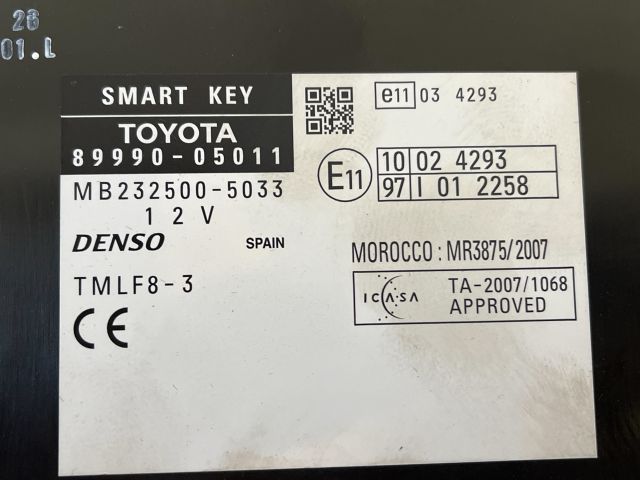 26
01.L
SMART KEY
TOYOTA
89990-05011
MB232500-5033
12V
DENSO SPAIN
TMLF8-3
CE
e11 03 4293
E11
10 02 4293
97 I 01 2258
MOROCCO : MR3875/2007
ICASA
TA-2007/1068
APPROVED